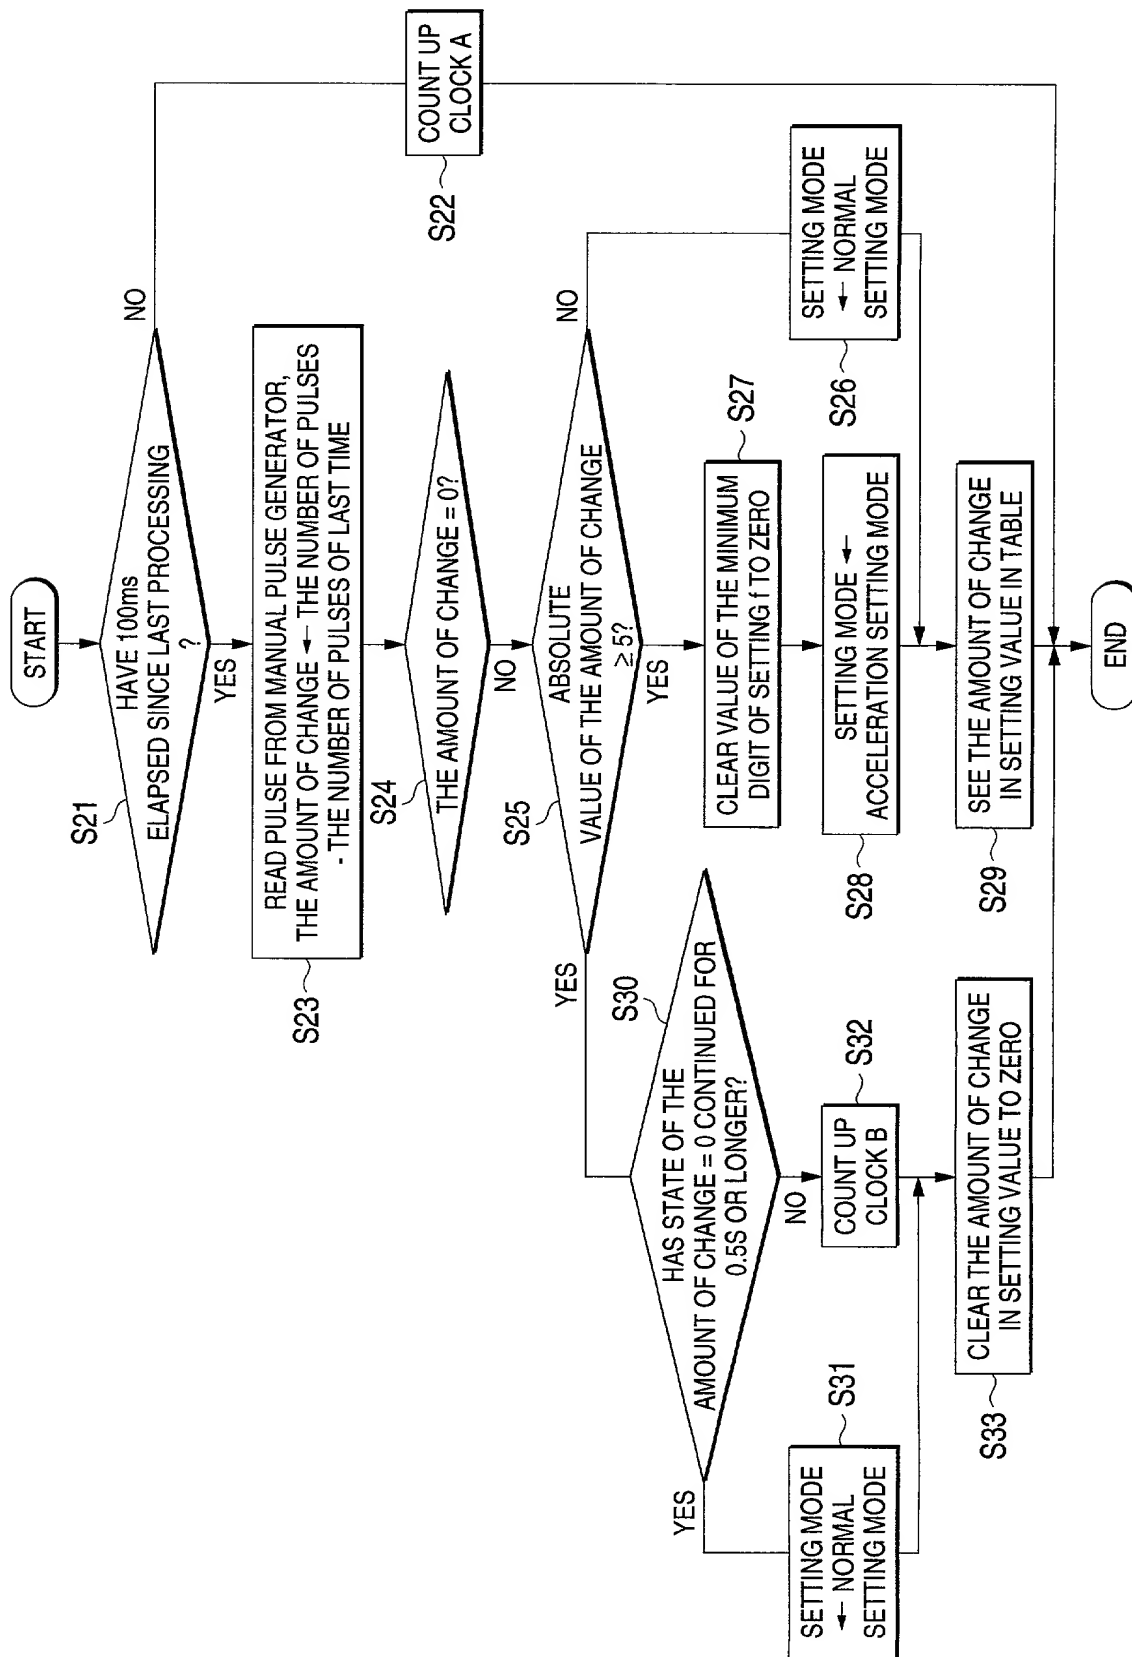 START
HAVE 100ms
ELAPSED SINCE LAST PROCESSING
?
S21
NO
YES
COUNT UP
CLOCK A
S22
READ PULSE FROM MANUAL PULSE GENERATOR,
THE AMOUNT OF CHANGE ← THE NUMBER OF PULSES
- THE NUMBER OF PULSES OF LAST TIME
S23
THE AMOUNT OF CHANGE = 0?
S24
NO
ABSOLUTE
VALUE OF THE AMOUNT OF CHANGE
≥ 5?
S25
YES
NO
YES
SETTING MODE
← NORMAL
SETTING MODE
S26
CLEAR VALUE OF THE MINIMUM
DIGIT OF SETTING f TO ZERO
S27
SETTING MODE ←
ACCELERATION SETTING MODE
S28
SEE THE AMOUNT OF CHANGE
IN SETTING VALUE IN TABLE
S29
HAS STATE OF THE
AMOUNT OF CHANGE = 0 CONTINUED FOR
0.5S OR LONGER?
S30
YES
NO
SETTING MODE
← NORMAL
SETTING MODE
S31
COUNT UP
CLOCK B
S32
CLEAR THE AMOUNT OF CHANGE
IN SETTING VALUE TO ZERO
S33
END